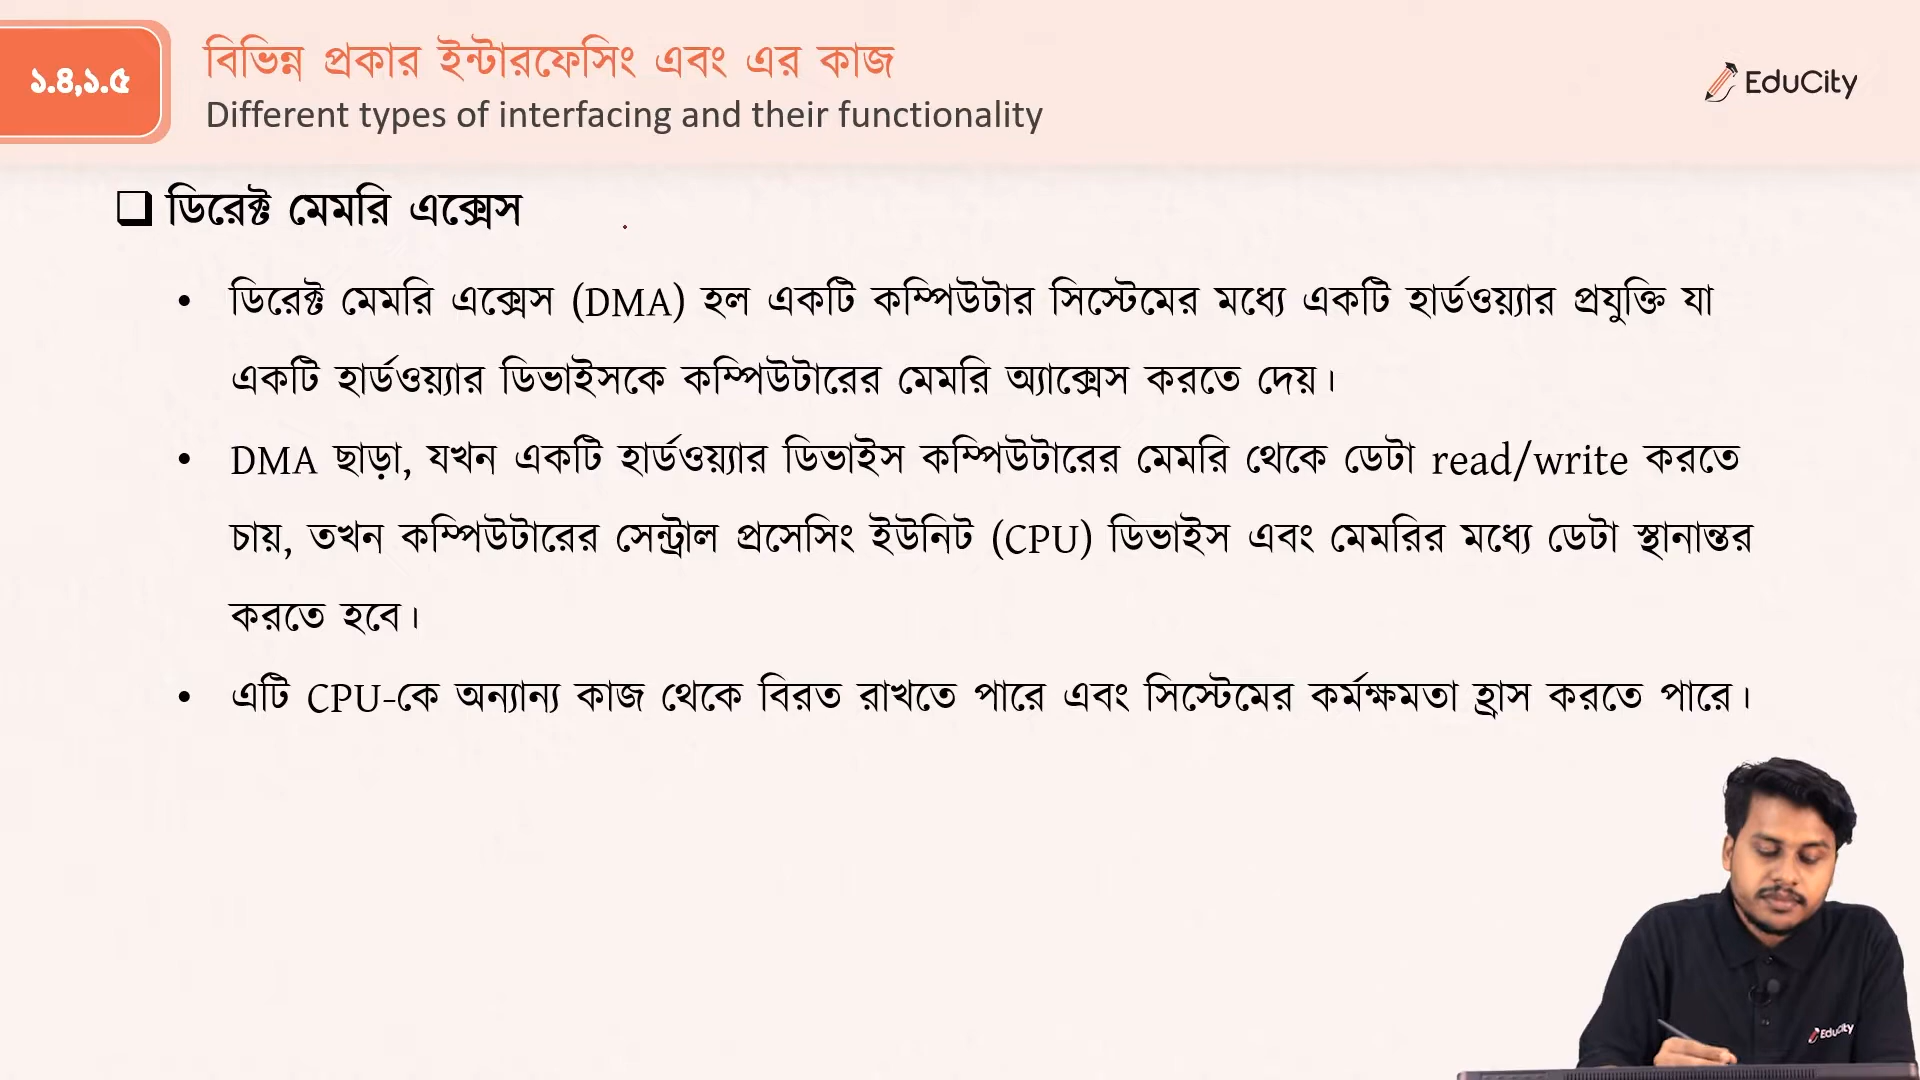 ১.৪,১.৫
বিভিন্ন প্রকার ইন্টারফেসিং এবং এর কাজ
Different types of interfacing and their functionality
EduCity
ডিরেক্ট মেমরি এক্সেস
• ডিরেক্ট মেমরি এক্সেস (DMA) হল একটি কম্পিউটার সিস্টেমের মধ্যে একটি হার্ডওয়্যার প্রযুক্তি যা
একটি হার্ডওয়্যার ডিভাইসকে কম্পিউটারের মেমরি অ্যাক্সেস করতে দেয়।
• DMA ছাড়া, যখন একটি হার্ডওয়্যার ডিভাইস কম্পিউটারের মেমরি থেকে ডেটা read/write করতে
চায়, তখন কম্পিউটারের সেন্ট্রাল প্রসেসিং ইউনিট (CPU) ডিভাইস এবং মেমরির মধ্যে ডেটা স্থানান্তর
করতে হবে।
• এটি CPU-কে অন্যান্য কাজ থেকে বিরত রাখতে পারে এবং সিস্টেমের কর্মক্ষমতা হ্রাস করতে পারে।
EduCity